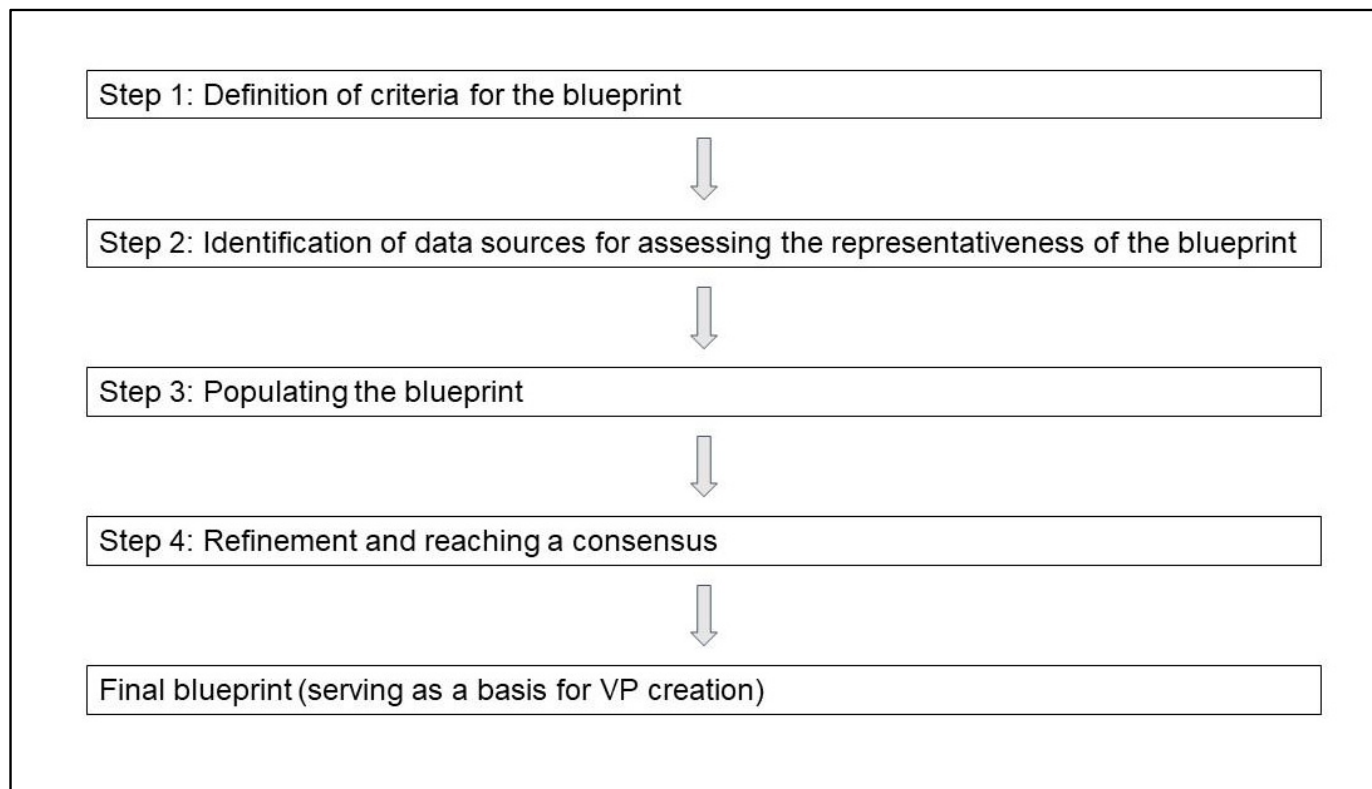 Step 1: Definition of criteria for the blueprint
Step 2: Identification of data sources for assessing the representativeness of the blueprint
Step 3: Populating the blueprint
Step 4: Refinement and reaching a consensus
Final blueprint (serving as a basis for VP creation)